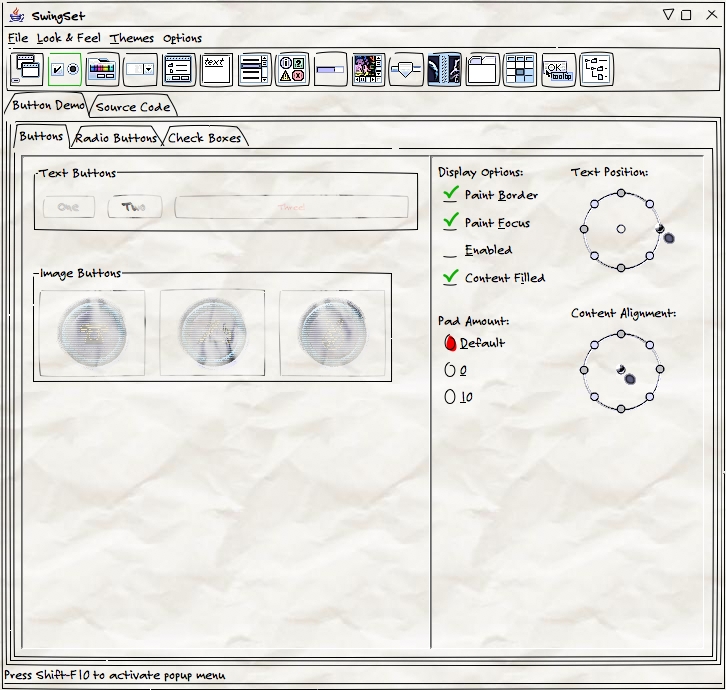 SwingSet
File Look & Feel Themes Options
text
OK
tooltip
Button Demo Source Code
Buttons Radio Buttons Check Boxes
Text Buttons
One Two Three!
Image Buttons
Display Options:
Paint Border
Paint Focus
Enabled
Content Filled
Pad Amount:
Default
0
10
Text Position:
Content Alignment:
Press Shift-F10 to activate popup menu